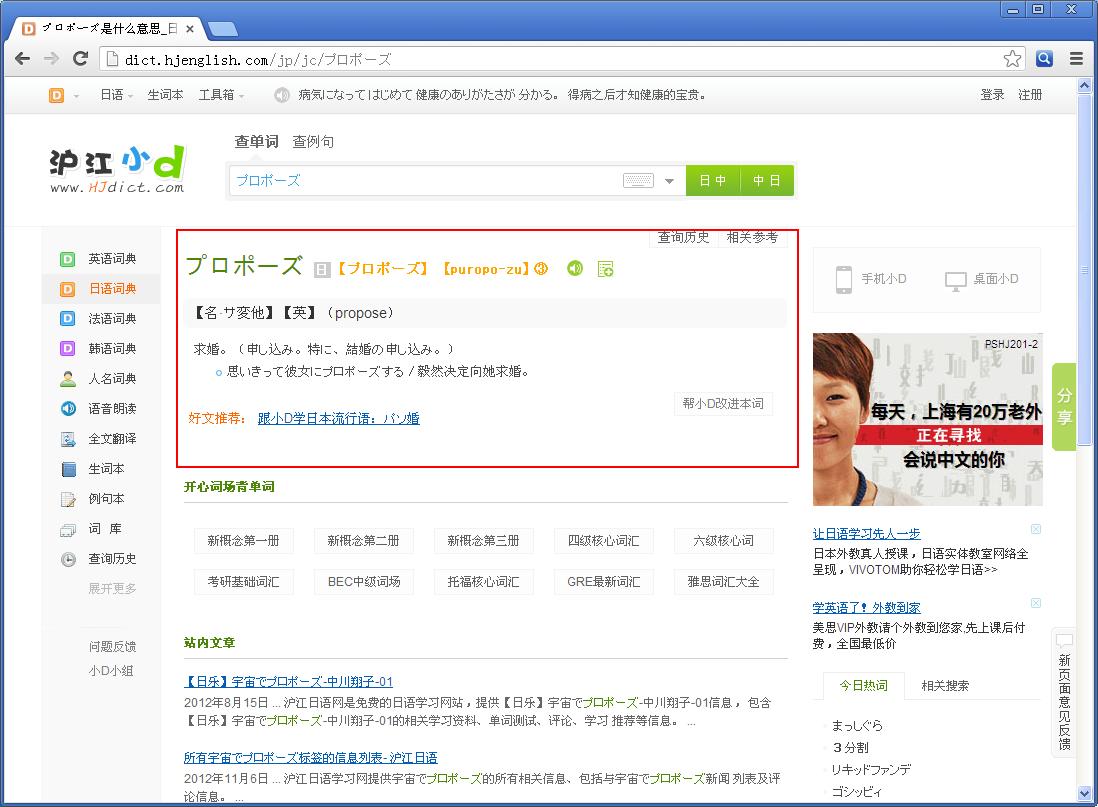 プロポーズ是什么意思_日
dict.hjenglish.com/jp/jc/プロポーズ
日语 生词本 工具箱 病気になってはじめて健康のありがたさが分かる。得病之后才知健康的宝贵。 登录 注册
沪江小d
www.HJdict.com
查单词 查例句
プロポーズ 日中 中日
英语词典
日语词典
法语词典
韩语词典
人名词典
语音朗读
全文翻译
生词本
例句本
词 库
查询历史
展开更多
问题反馈
小D小组
查询历史 相关参考
プロポーズ 【プロポーズ】 【puropo-zu】③
【名·サ変他】【英】（propose）
求婚。（申し込み。特に、結婚の申し込み。）
思いきって彼女にプロポーズする / 毅然决定向她求婚。
帮小D改进本词
好文推荐： 跟小D学日本流行语：パソ婚
开心词场背单词
新概念第一册 新概念第二册 新概念第三册 四级核心词汇 六级核心词
考研基础词汇 BEC中级词场 托福核心词汇 GRE最新词汇 雅思词汇大全
站内文章
【日乐】宇宙でプロポーズ-中川翔子-01
2012年8月15日 ... 沪江日语网是免费的日语学习网站，提供【日乐】宇宙でプロポーズ-中川翔子-01信息， 包含
【日乐】宇宙でプロポーズ-中川翔子-01的相关学习资料、单词测试、评论、学习 推荐等信息。 ...
所有宇宙でプロポーズ标签的信息列表- 沪江日语
2012年11月6日 ... 沪江日语学习网提供宇宙でプロポーズ的所有相关信息、包括与宇宙でプロポーズ新闻 列表及评
论信息。 ...
手机小D 桌面小D
PSHJ201-2
每天，上海有20万老外
正在寻找
会说中文的你
分享
让日语学习先人一步
日本外教真人授课，日语实体教室网络全
呈现，VIVOTOM助你轻松学日语>>
学英语了！外教到家
美思VIP外教请个外教到您家,先上课后付
费，全国最低价
今日热词 相关搜索
まっしぐら
３分割
リキッドファンデ
ゴシッビィ
新页面意见反馈